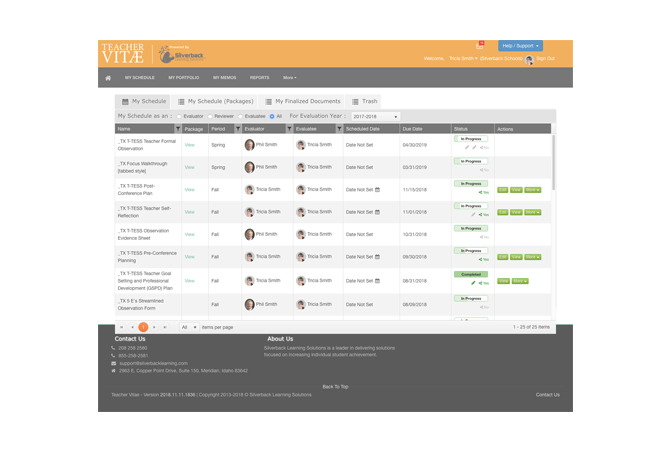 TEACHER
VITÆ
Powered By
Silverback
Help / Support
Welcome, Tricia Smith (Silverback Schools) Sign Out
MY SCHEDULE MY PORTFOLIO MY MEMOS REPORTS More
My Schedule My Schedule (Packages) My Finalized Documents Trash
My Schedule as an : Evaluator Reviewer Evaluatee All For Evaluation Year : 2017-2018
Name Package Period Evaluator Evaluatee Scheduled Date Due Date Status Actions
_TX T-TESS Teacher Formal Observation View Spring Phil Smith Tricia Smith Date Not Set 04/30/2018 In Progress
_TX Focus Walkthrough [tabbed style] View Spring Phil Smith Tricia Smith Date Not Set 03/31/2018 In Progress
_TX T-TESS Post-Conference Plan View Fall Tricia Smith Tricia Smith Date Not Set 11/15/2018 In Progress Yes Edit View More
_TX T-TESS Teacher Self-Reflection View Fall Tricia Smith Tricia Smith Date Not Set 11/01/2018 In Progress Yes Edit View More
_TX T-TESS Observation Evidence Sheet View Fall Phil Smith Tricia Smith Date Not Set 10/31/2018 In Progress
_TX T-TESS Pre-Conference Planning View Fall Tricia Smith Tricia Smith Date Not Set 09/30/2018 In Progress Yes Edit View More
_TX T-TESS Teacher Goal Setting and Professional Development (GSPD) Plan View Fall Tricia Smith Tricia Smith Date Not Set 08/31/2018 Completed Yes View More
_TX 5 E's Streamlined Observation Form View Fall Phil Smith Tricia Smith Date Not Set 08/09/2018 In Progress
1 All items per page 1 - 25 of 25 items
Contact Us About Us
208 258 2580
855-258-2581
support@silverbacklearning.com
2963 E. Copper Point Drive, Suite 150, Meridian, Idaho 83642
Silverback Learning Solutions is a leader in delivering solutions
focused on increasing individual student achievement.
Back To Top
Teacher Vitae - Version 2018.11.11.1836 | Copyright 2012-2018 © Silverback Learning Solutions Contact Us